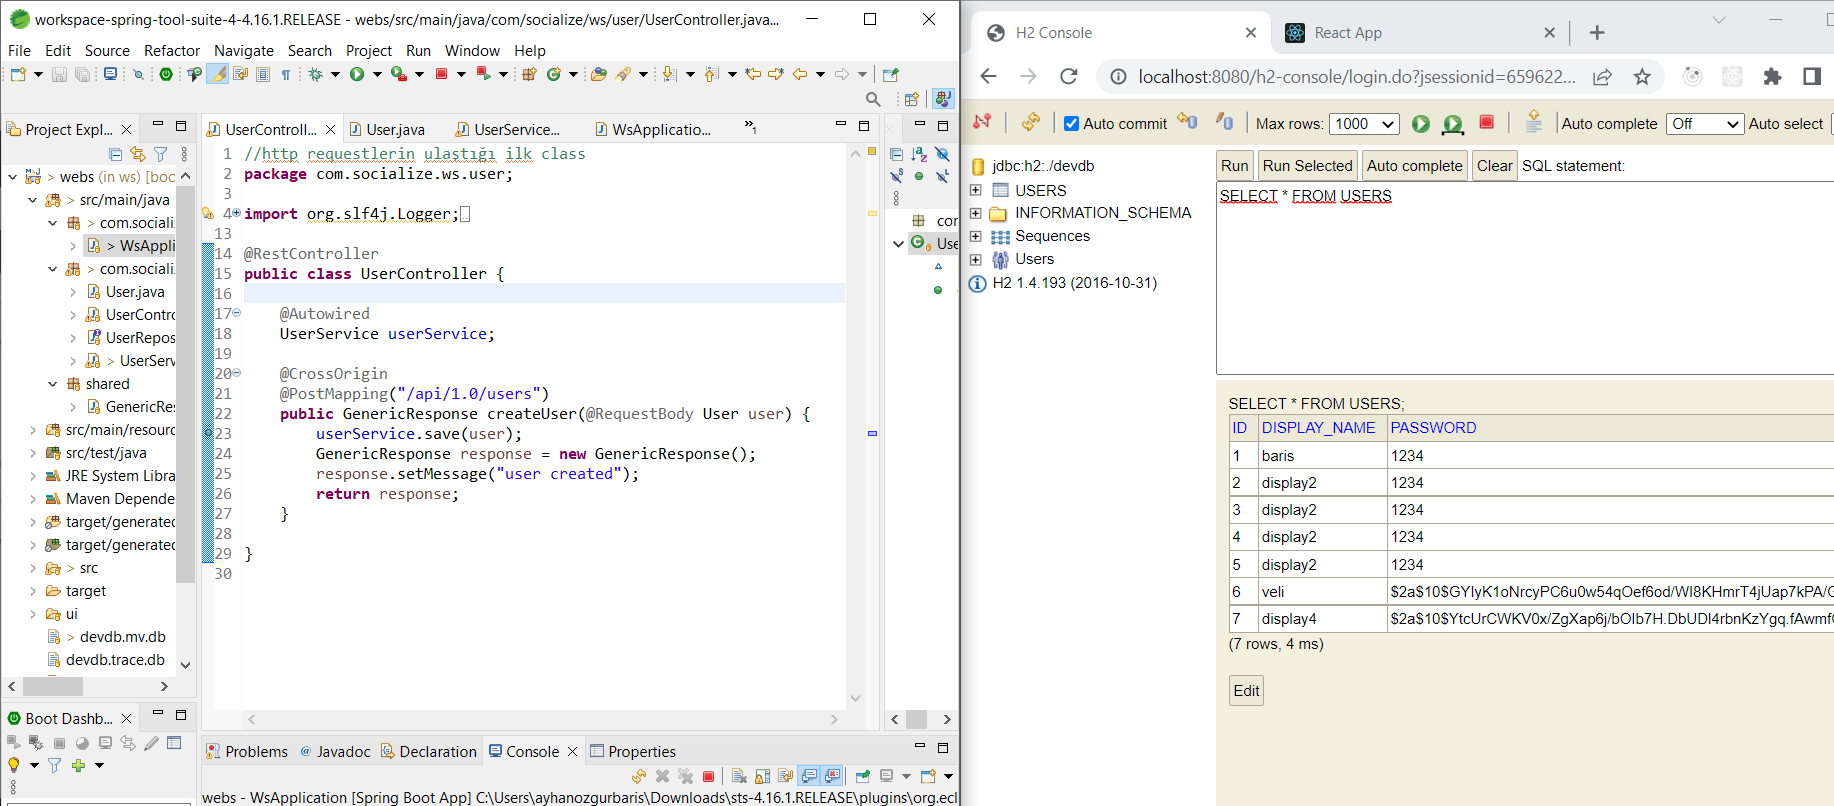 workspace-spring-tool-suite-4-4.16.1.RELEASE - webs/src/main/java/com/socialize/ws/user/UserController.java...
File Edit Source Refactor Navigate Search Project Run Window Help
Project Expl...
webs (in ws) [boo
> src/main/java
> com.sociali
> WsAppli
> com.sociali
User.java
UserContro
UserRepos
> UserServ
shared
GenericRes
src/main/resourc
src/test/java
JRE System Libra
Maven Depende
target/generated
target/generated
> src
target
ui
> devdb.mv.db
devdb.trace.db
Boot Dashb...
UserControll...
User.java
UserService...
WsApplicatio...
»1
1 //http requestlerin ulaştığı ilk class
2 package com.socialize.ws.user;
3
4 import org.slf4j.Logger;
13
14 @RestController
15 public class UserController {
16
17 @Autowired
18 UserService userService;
19
20 @CrossOrigin
21 @PostMapping("/api/1.0/users")
22 public GenericResponse createUser(@RequestBody User user) {
23 userService.save(user);
24 GenericResponse response = new GenericResponse();
25 response.setMessage("user created");
26 return response;
27 }
28
29 }
30
con
Use
Problems @ Javadoc Declaration Console Properties
webs - WsApplication [Spring Boot App] C:\Users\ayhanozgurbaris\Downloads\sts-4.16.1.RELEASE\plugins\org.ecl
H2 Console
React App
localhost:8080/h2-console/login.do?jsessionid=659622...
Auto commit
Max rows: 1000
Auto complete Off Auto select
jdbc:h2:./devdb
USERS
INFORMATION_SCHEMA
Sequences
Users
H2 1.4.193 (2016-10-31)
Run Run Selected Auto complete Clear SQL statement:
SELECT * FROM USERS
SELECT * FROM USERS;
ID DISPLAY_NAME PASSWORD
1 baris 1234
2 display2 1234
3 display2 1234
4 display2 1234
5 display2 1234
6 veli $2a$10$GYIyK1oNrcyPC6u0w54qOef6od/WI8KHmrT4jUap7kPA/G
7 display4 $2a$10$YtcUrCWKV0x/ZgXap6j/bOIb7H.DbUDI4rbnKzYgq.fAwmf
(7 rows, 4 ms)
Edit